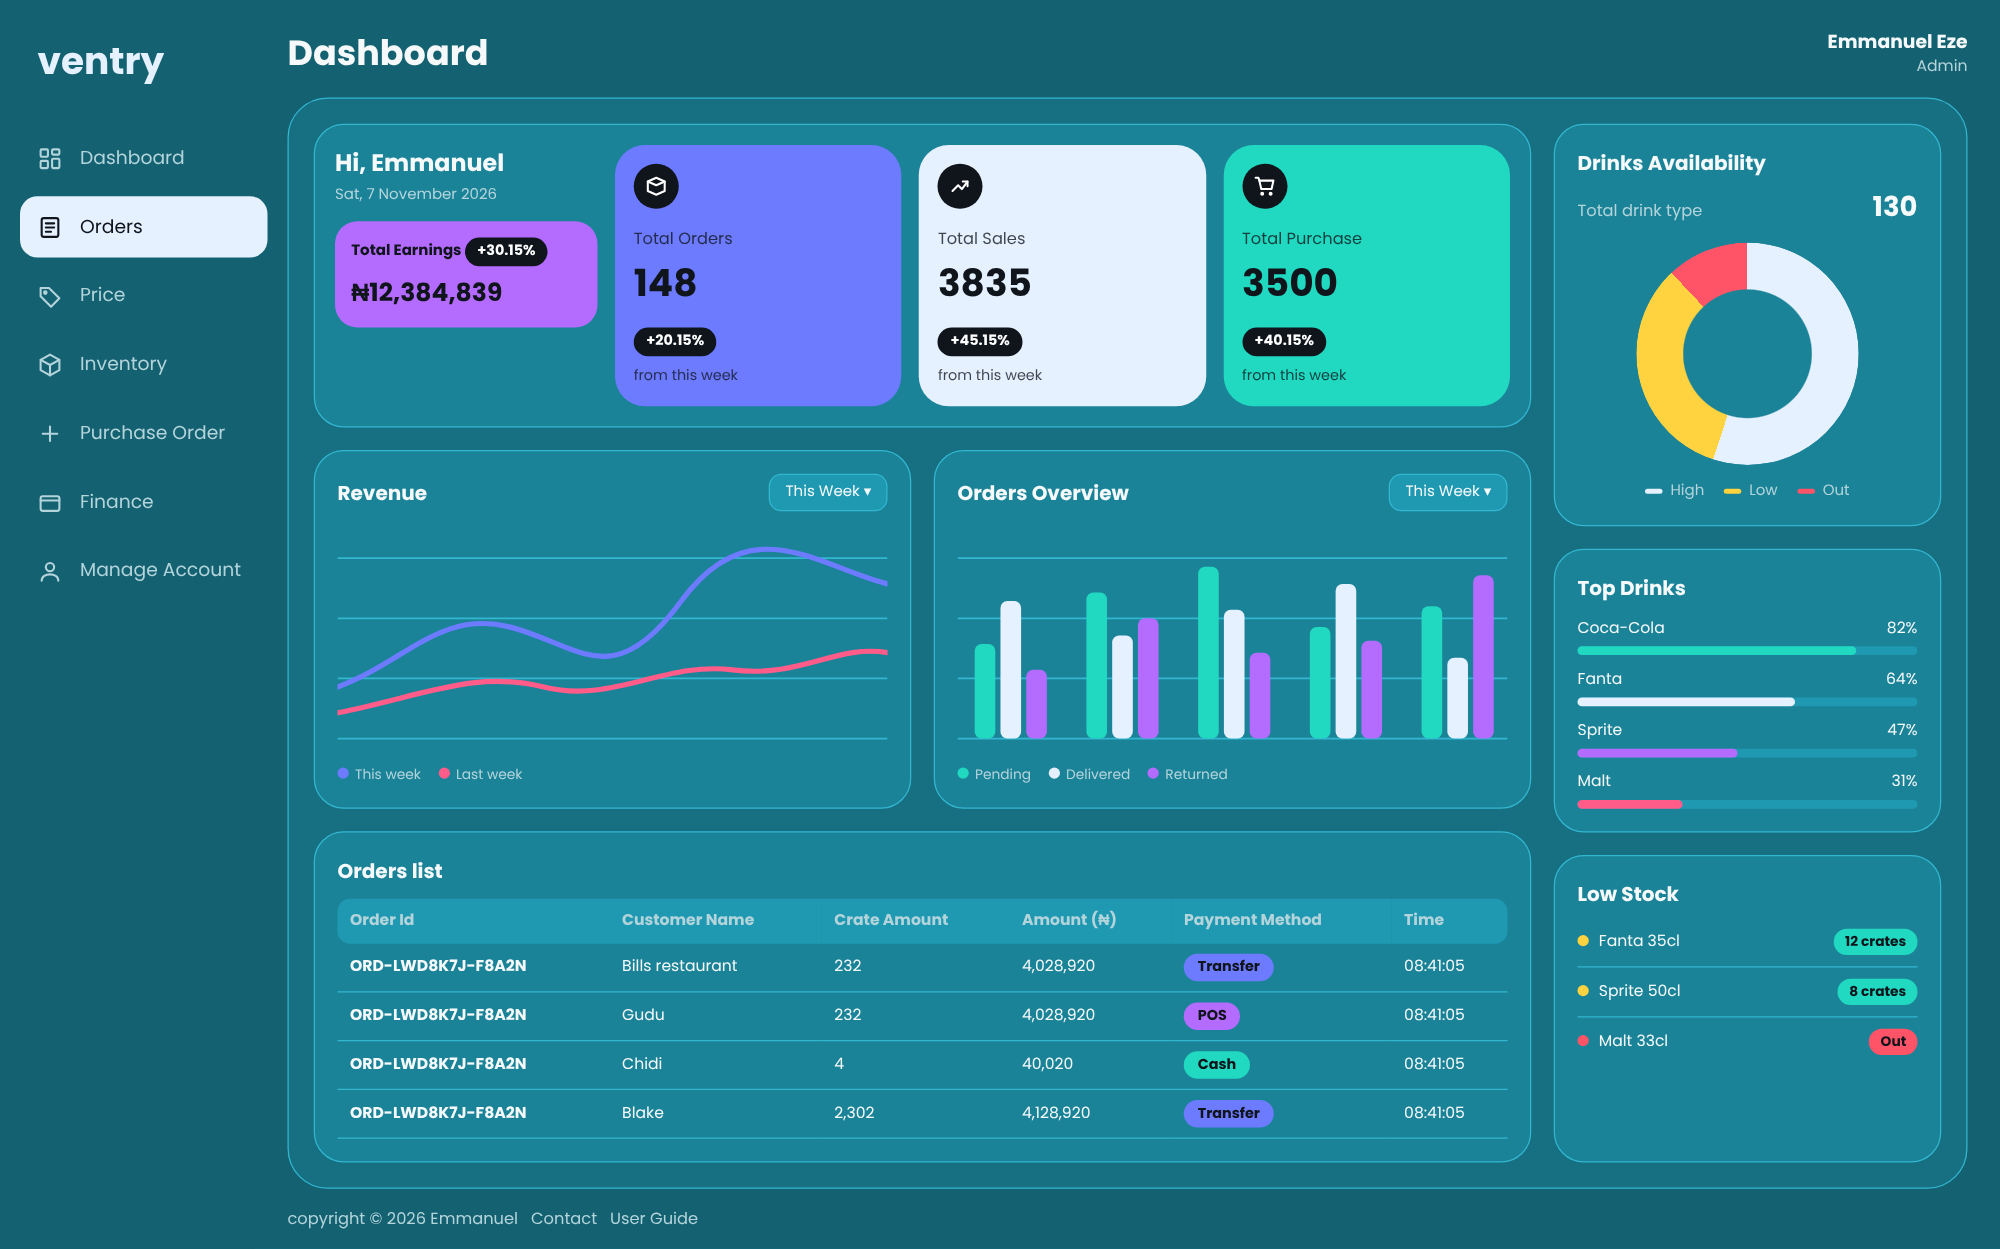 ventry
Dashboard
Orders
Price
Inventory
Purchase Order
Finance
Manage Account
Dashboard
Emmanuel Eze
Admin
Hi, Emmanuel
Sat, 7 November 2026
Total Earnings +30.15%
₦12,384,839
Total Orders
148
+20.15%
from this week
Total Sales
3835
+45.15%
from this week
Total Purchase
3500
+40.15%
from this week
Revenue
This Week ▾
This week Last week
Orders Overview
This Week ▾
Pending Delivered Returned
Orders list
Order Id Customer Name Crate Amount Amount (₦) Payment Method Time
ORD-LWD8K7J-F8A2N Bills restaurant 232 4,028,920 Transfer 08:41:05
ORD-LWD8K7J-F8A2N Gudu 232 4,028,920 POS 08:41:05
ORD-LWD8K7J-F8A2N Chidi 4 40,020 Cash 08:41:05
ORD-LWD8K7J-F8A2N Blake 2,302 4,128,920 Transfer 08:41:05
Drinks Availability
Total drink type 130
High Low Out
Top Drinks
Coca-Cola 82%
Fanta 64%
Sprite 47%
Malt 31%
Low Stock
Fanta 35cl 12 crates
Sprite 50cl 8 crates
Malt 33cl Out
copyright © 2026 Emmanuel Contact User Guide